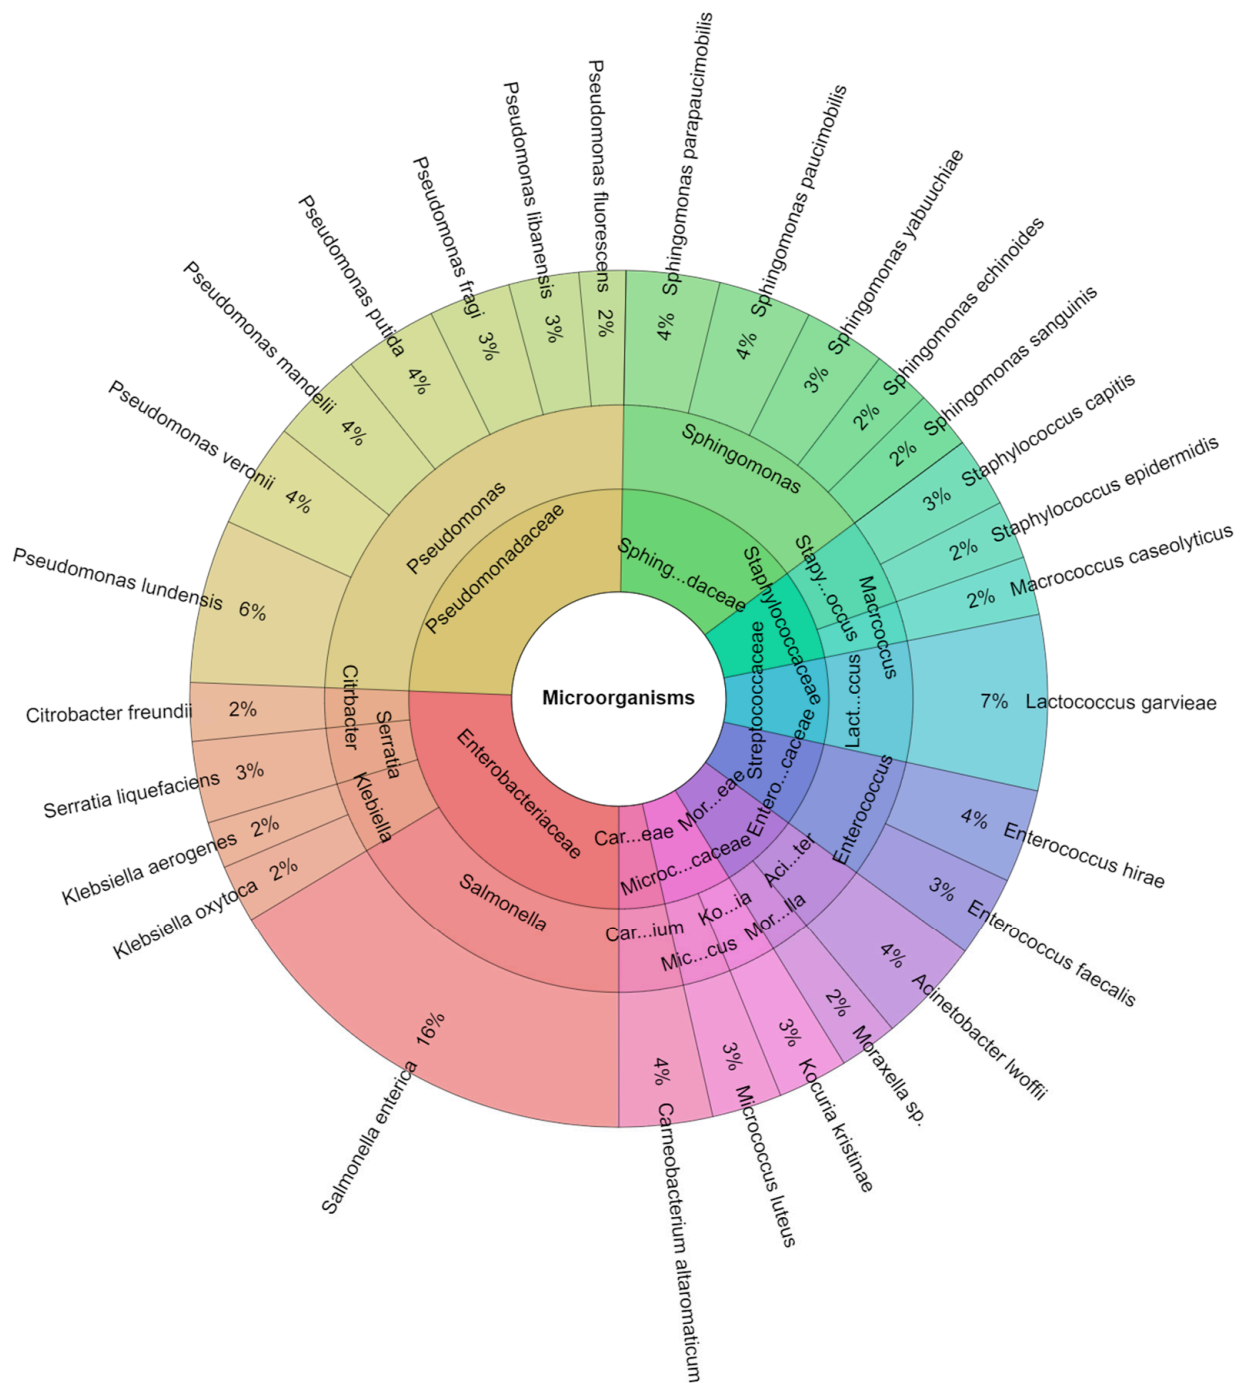 Microorganisms
Sphing...daceae
Staphylococcaceae
Streptococcaceae
Entero...caceae
Mor...eae
Microc...caceae
Car...eae
Enterobacteriaceae
Pseudomonadaceae
Sphingomonas
Stapy...occus
Macrcoccus
Lact...ccus
Enterococcus
Aci...ter
Mor...lla
Ko...ia
Mic...cus
Car...ium
Salmonella
Klebiella
Serratia
Citrbacter
Pseudomonas
4% Sphingomonas parapaucimobilis
4% Sphingomonas paucimobilis
3% Sphingomonas yabuuchiae
2% Sphingomonas echinoides
2% Sphingomonas sanguinis
3% Staphylococcus capitis
2% Staphylococcus epidermidis
2% Macrococcus caseolyticus
7% Lactococcus garvieae
4% Enterococcus hirae
3% Enterococcus faecalis
4% Acinetobacter lwoffii
2% Moraxella sp.
3% Kocuria kristinae
3% Micrococcus luteus
4% Carneobacterium altaromaticum
Salmonella enterica 16%
Klebsiella oxytoca 2%
Klebsiella aerogenes 2%
Serratia liquefaciens 3%
Citrobacter freundii 2%
Pseudomonas lundensis 6%
Pseudomonas veronii 4%
Pseudomonas mandelii 4%
Pseudomonas putida 4%
Pseudomonas fragi 3%
Pseudomonas libanensis 3%
Pseudomonas fluorescens 2%